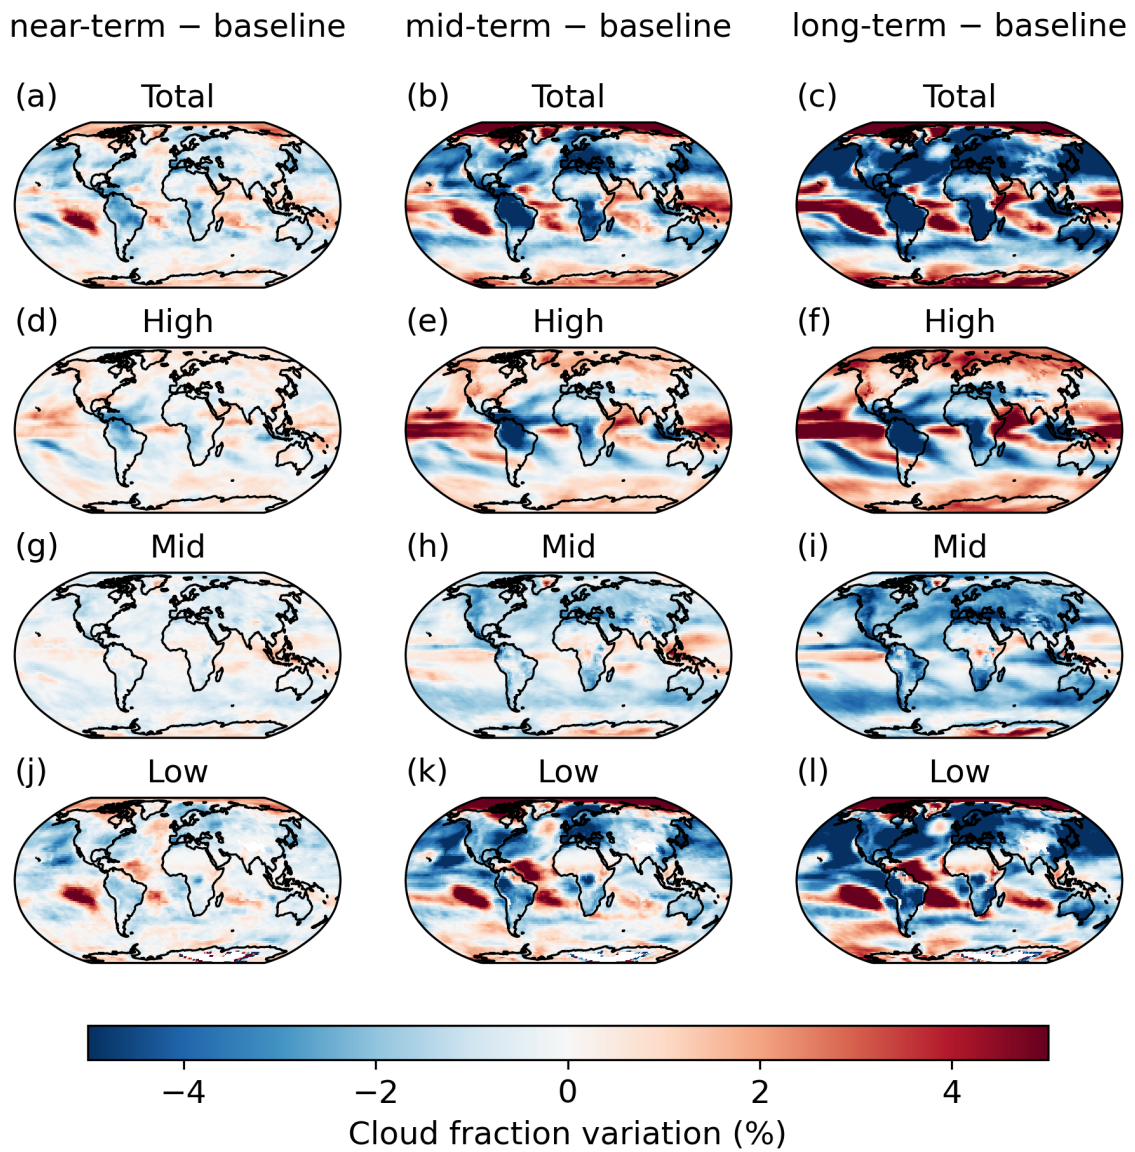 near-term − baseline mid-term − baseline long-term − baseline
(a) Total (b) Total (c) Total
(d) High (e) High (f) High
(g) Mid (h) Mid (i) Mid
(j) Low (k) Low (l) Low
−4 −2 0 2 4
Cloud fraction variation (%)